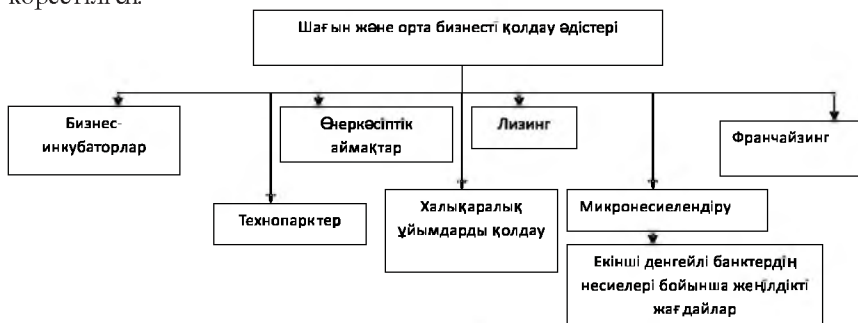 көрсетілген.
Шағын және орта бизнесті қолдау әдістері
Бизнес-
инкубаторлар
Өнеркәсіптік
аймақтар
Лизинг
Франчайзинг
Технопарктер
Халықаралық
ұйымдарды қолдау
Микронесиелендіру
Екінші денгейлі банктердің
несиелері бойынша жеңілдікті
жағдайлар